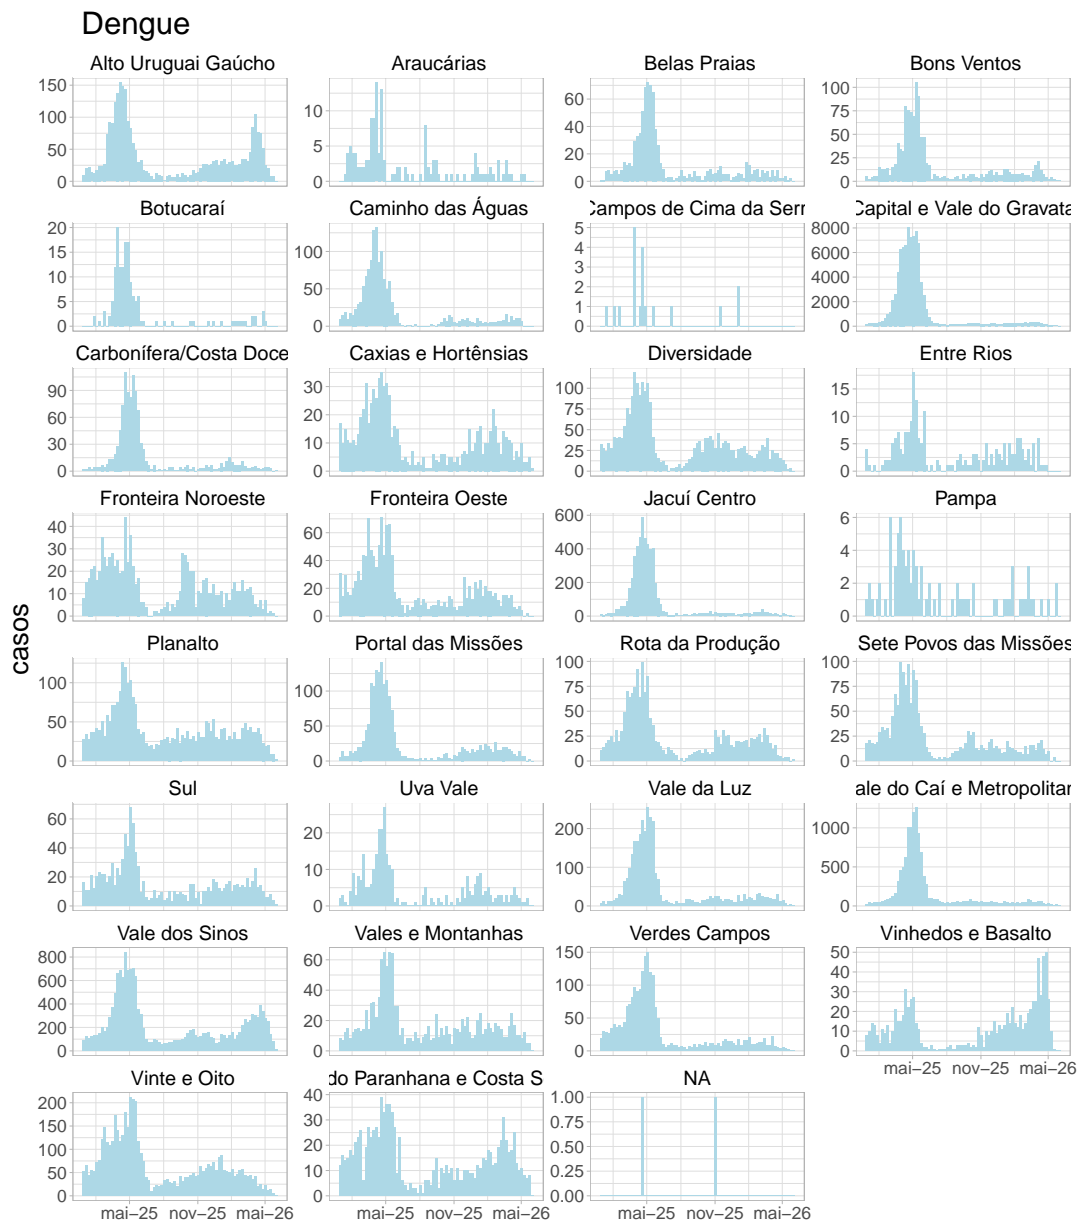 Dengue
Alto Uruguai Gaúcho Araucárias Belas Praias Bons Ventos
150 100 50 0
10 5 0
60 40 20 0
100 75 50 25 0
Botucaraí Caminho das Águas Campos de Cima da Serr Capital e Vale do Gravata
20 15 10 5 0
100 50 0
5 4 3 2 1 0
8000 6000 4000 2000 0
Carbonífera/Costa Doce Caxias e Hortênsias Diversidade Entre Rios
90 60 30 0
30 20 10 0
100 75 50 25 0
15 10 5 0
Fronteira Noroeste Fronteira Oeste Jacuí Centro Pampa
40 30 20 10 0
60 40 20 0
600 400 200 0
6 4 2 0
casos
Planalto Portal das Missões Rota da Produção Sete Povos das Missões
100 50 0
100 50 0
100 75 50 25 0
100 75 50 25 0
Sul Uva Vale Vale da Luz ale do Caí e Metropolitar
60 40 20 0
20 10 0
200 100 0
1000 500 0
Vale dos Sinos Vales e Montanhas Verdes Campos Vinhedos e Basalto
800 600 400 200 0
60 40 20 0
150 100 50 0
50 40 30 20 10 0
mai−25 nov−25 mai−26
Vinte e Oito do Paranhana e Costa S NA
200 150 100 50 0
40 30 20 10 0
1.00 0.75 0.50 0.25 0.00
mai−25 nov−25 mai−26 mai−25 nov−25 mai−26 mai−25 nov−25 mai−26